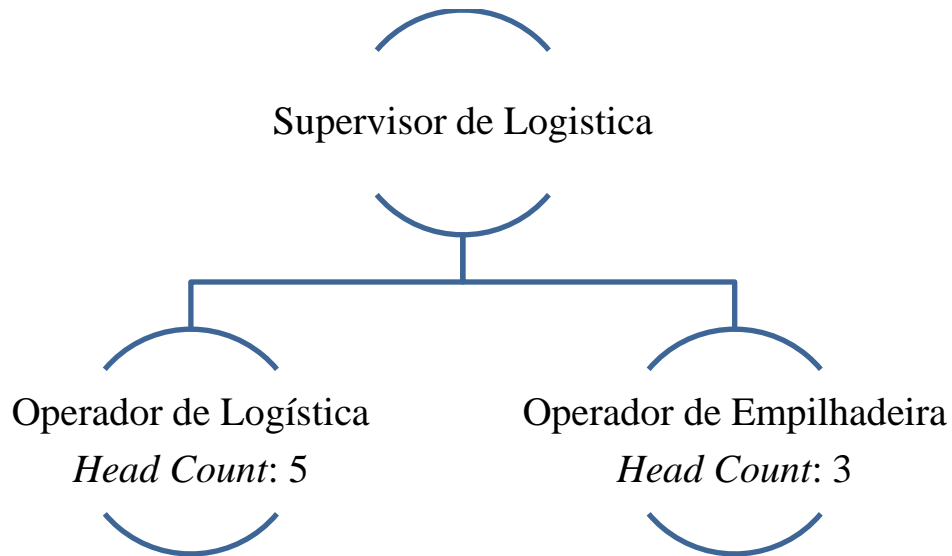 Supervisor de Logistica
Operador de Logística
Head Count: 5
Operador de Empilhadeira
Head Count: 3